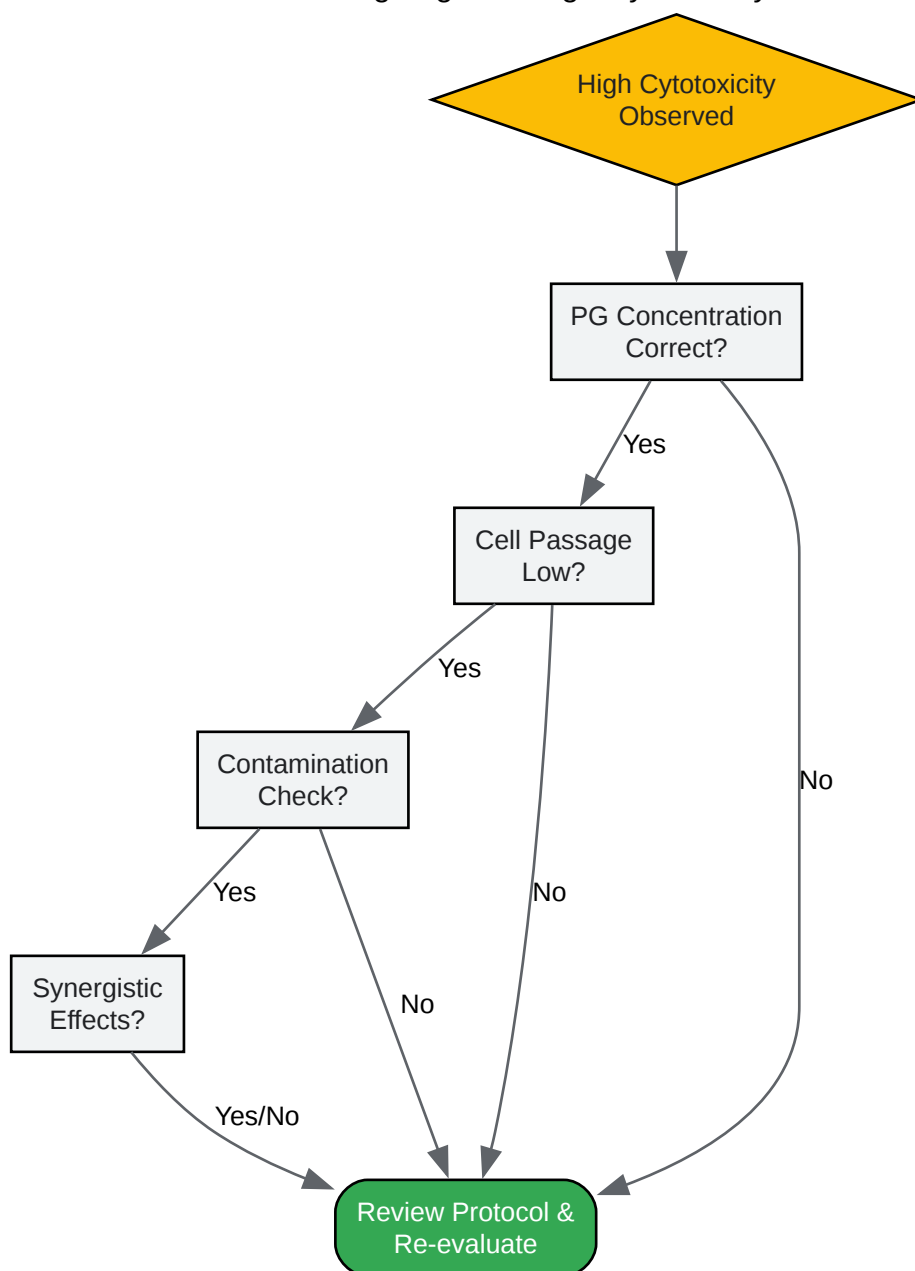 High Cytotoxicity
Observed
PG Concentration
Correct?
Yes
Cell Passage
Low?
Yes
Contamination
Check?
No
Yes
No
Synergistic
Effects?
No
Yes/No
Review Protocol &
Re-evaluate